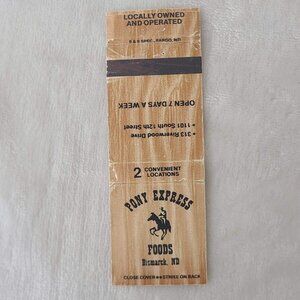 LOCALLY OWNED
AND OPERATED
OPEN 7 DAYS A WEEK
• 1101 South 12th Street
• 313 Riverwood Drive
2 CONVENIENT
LOCATIONS
PONY EXPRESS
FOODS
Bismarck, ND
CLOSE COVER STRIKE ON BACK